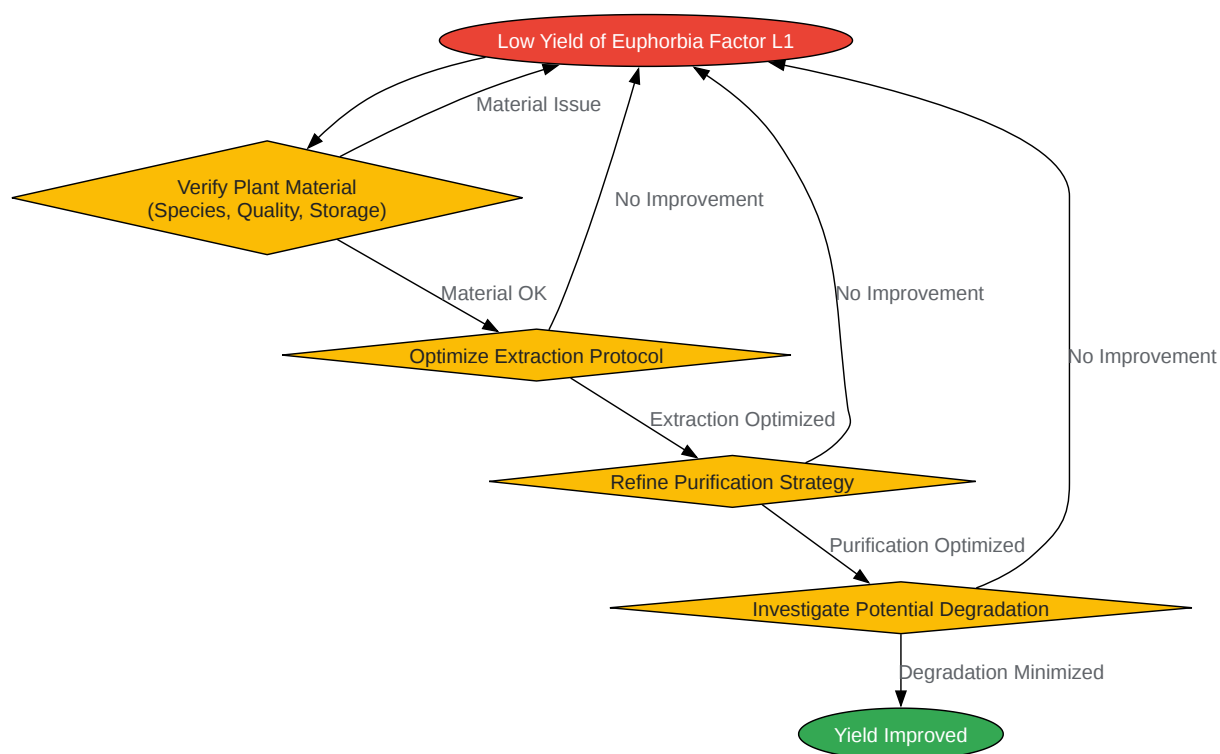 Low Yield of Euphorbia Factor L1
Material Issue
Verify Plant Material
(Species, Quality, Storage)
No Improvement
Material OK
No Improvement
Optimize Extraction Protocol
No Improvement
Extraction Optimized
Refine Purification Strategy
Purification Optimized
Investigate Potential Degradation
Degradation Minimized
Yield Improved